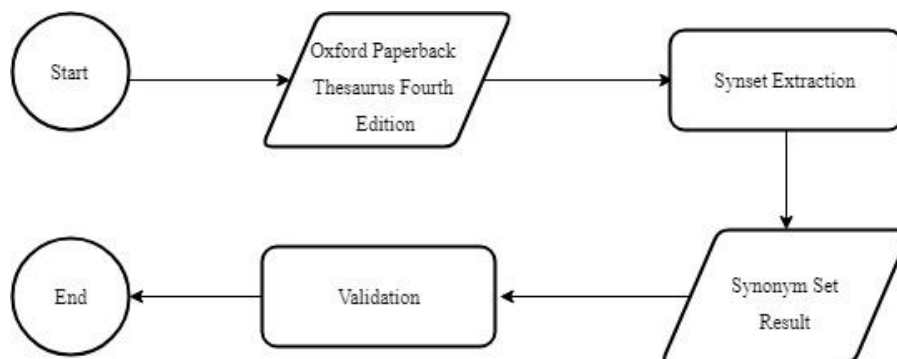 Start
Oxford Paperback
Thesaurus Fourth
Edition
Synset Extraction
Synonym Set
Result
Validation
End